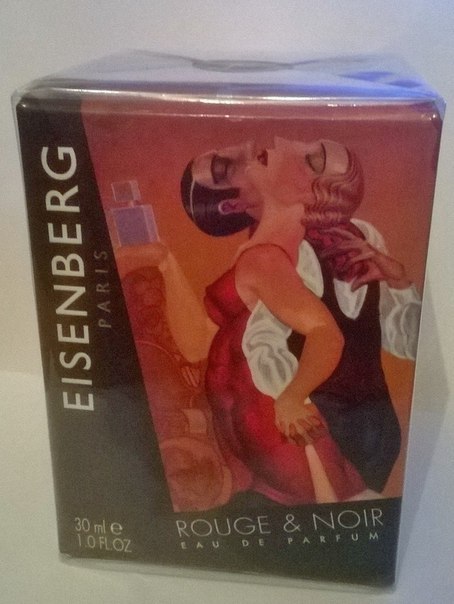 EISENBERG
PARIS
30 ml e
1.0 FL.OZ
ROUGE & NOIR
EAU DE PARFUM